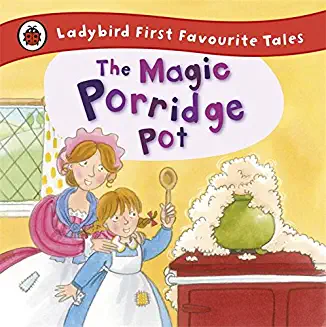 Ladybird First Favourite Tales
The Magic
Porridge
Pot